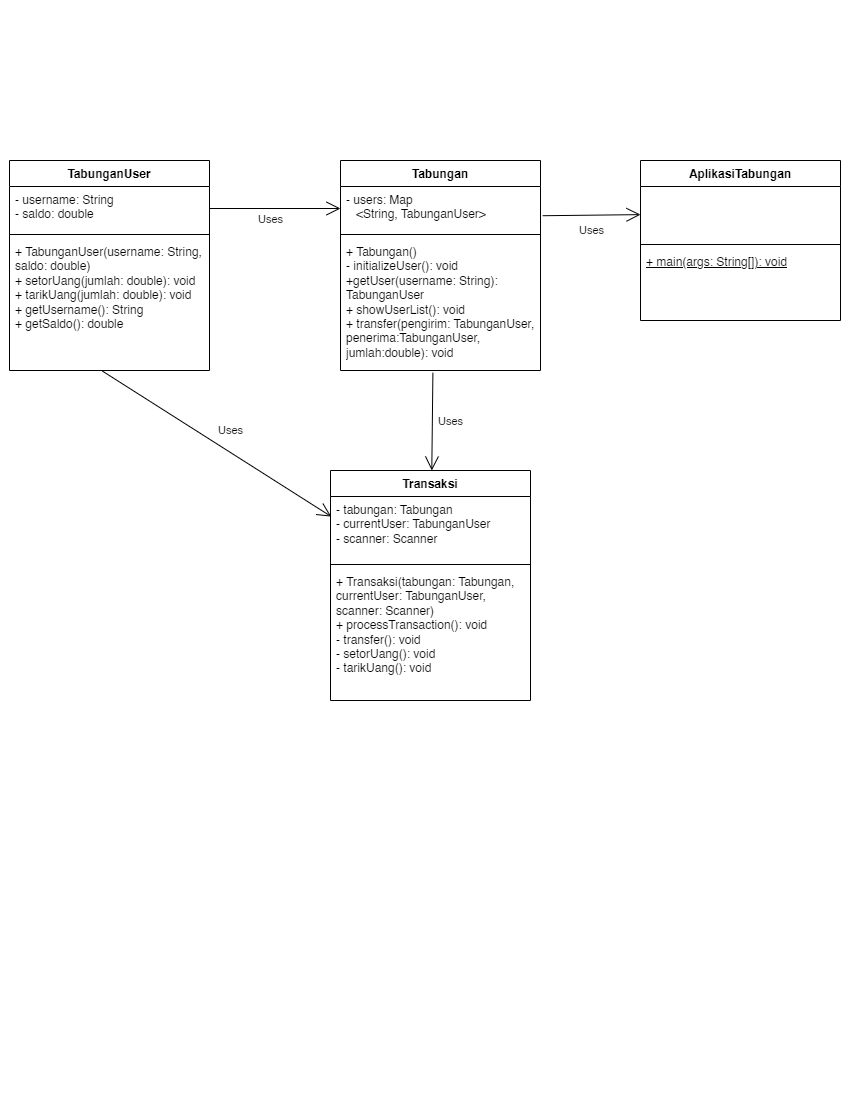 TabunganUser
- username: String
- saldo: double
+ TabunganUser(username: String,
saldo: double)
+ setorUang(jumlah: double): void
+ tarikUang(jumlah: double): void
+ getUsername(): String
+ getSaldo(): double
Uses
Tabungan
- users: Map
<String, TabunganUser>
+ Tabungan()
- initializeUser(): void
+getUser(username: String):
TabunganUser
+ showUserList(): void
+ transfer(pengirim: TabunganUser,
penerima:TabunganUser,
jumlah:double): void
Uses
AplikasiTabungan
+ main(args: String[]): void
Uses
Uses
Transaksi
- tabungan: Tabungan
- currentUser: TabunganUser
- scanner: Scanner
+ Transaksi(tabungan: Tabungan,
currentUser: TabunganUser,
scanner: Scanner)
+ processTransaction(): void
- transfer(): void
- setorUang(): void
- tarikUang(): void